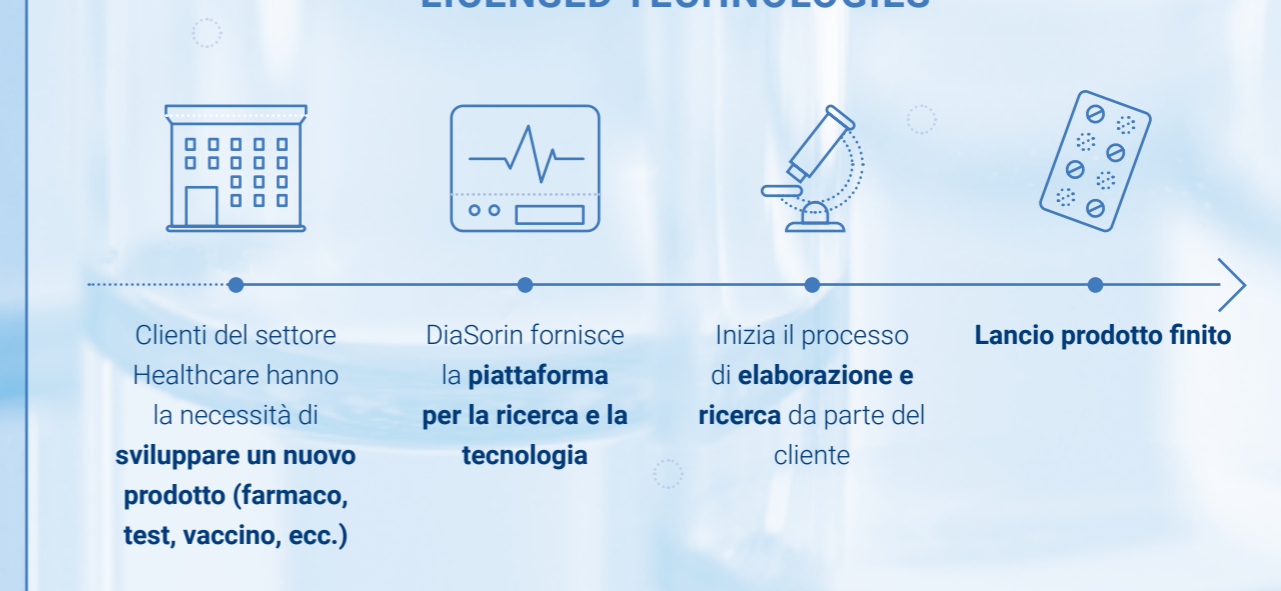 LICENSED TECHNOLOGIES
Clienti del settore
Healthcare hanno
la necessità di
sviluppare un nuovo
prodotto (farmaco,
test, vaccino, ecc.)
DiaSorin fornisce
la piattaforma
per la ricerca e la
tecnologia
Inizia il processo
di elaborazione e
ricerca da parte del
cliente
Lancio prodotto finito